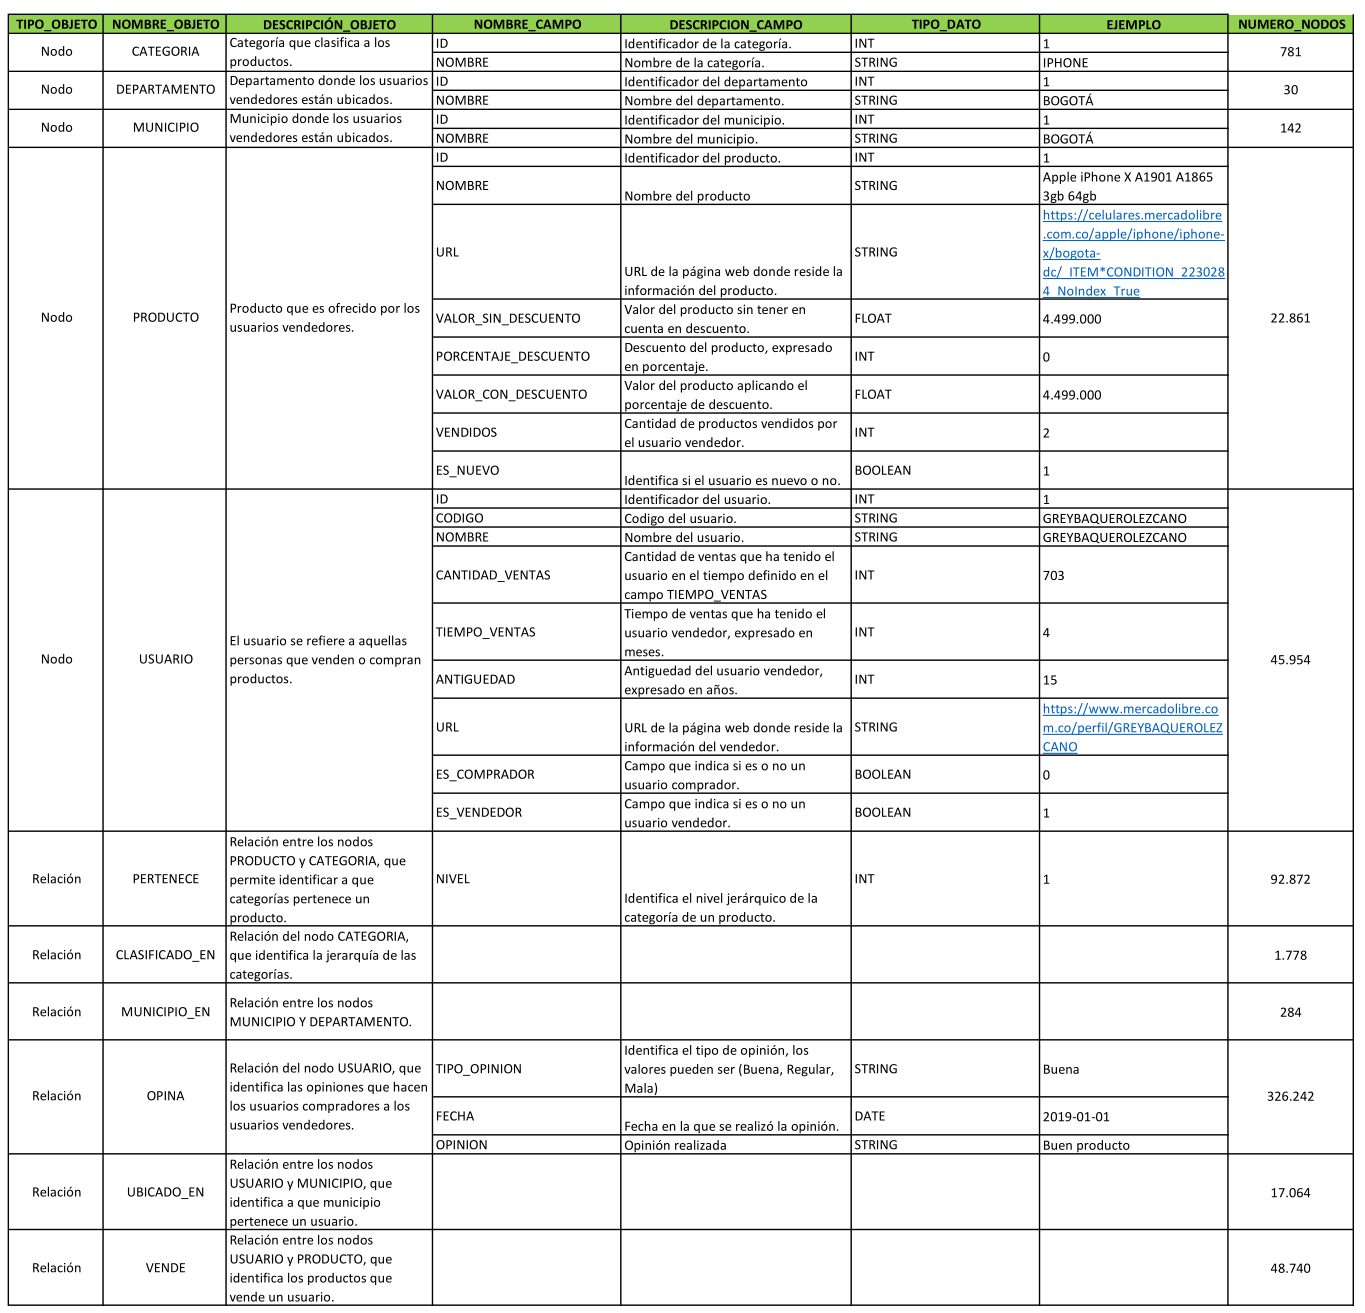 TIPO_OBJETO NOMBRE_OBJETO DESCRIPCIÓN_OBJETO NOMBRE_CAMPO DESCRIPCION_CAMPO TIPO_DATO EJEMPLO NUMERO_NODOS
Nodo CATEGORIA
Categoría que clasifica a los
productos.
ID Identificador de la categoría. INT 1
NOMBRE Nombre de la categoría. STRING IPHONE
781
Nodo DEPARTAMENTO
Departamento donde los usuarios
vendedores están ubicados.
ID Identificador del departamento INT 1
NOMBRE Nombre del departamento. STRING BOGOTÁ
30
Nodo MUNICIPIO
Municipio donde los usuarios
vendedores están ubicados.
ID Identificador del municipio. INT 1
NOMBRE Nombre del municipio. STRING BOGOTÁ
142
Nodo PRODUCTO
Producto que es ofrecido por los
usuarios vendedores.
ID Identificador del producto. INT 1
NOMBRE Nombre del producto STRING
Apple iPhone X A1901 A1865
3gb 64gb
URL
URL de la página web donde reside la
información del producto.
STRING
https://celulares.mercadolibre
.com.co/apple/iphone/iphone-
x/bogota-
dc/_ITEM*CONDITION_223028
4_NoIndex_True
VALOR_SIN_DESCUENTO
Valor del producto sin tener en
cuenta en descuento.
FLOAT 4.499.000
PORCENTAJE_DESCUENTO
Descuento del producto, expresado
en porcentaje.
INT 0
VALOR_CON_DESCUENTO
Valor del producto aplicando el
porcentaje de descuento.
FLOAT 4.499.000
VENDIDOS
Cantidad de productos vendidos por
el usuario vendedor.
INT 2
ES_NUEVO Identifica si el usuario es nuevo o no. BOOLEAN 1
22.861
Nodo USUARIO
El usuario se refiere a aquellas
personas que venden o compran
productos.
ID Identificador del usuario. INT 1
CODIGO Codigo del usuario. STRING GREYBAQUEROLEZCANO
NOMBRE Nombre del usuario. STRING GREYBAQUEROLEZCANO
CANTIDAD_VENTAS
Cantidad de ventas que ha tenido el
usuario en el tiempo definido en el
campo TIEMPO_VENTAS
INT 703
TIEMPO_VENTAS
Tiempo de ventas que ha tenido el
usuario vendedor, expresado en
meses.
INT 4
ANTIGUEDAD
Antiguedad del usuario vendedor,
expresado en años.
INT 15
URL
URL de la página web donde reside la
información del vendedor.
STRING
https://www.mercadolibre.co
m.co/perfil/GREYBAQUEROLEZ
CANO
ES_COMPRADOR
Campo que indica si es o no un
usuario comprador.
BOOLEAN 0
ES_VENDEDOR
Campo que indica si es o no un
usuario vendedor.
BOOLEAN 1
45.954
Relación PERTENECE
Relación entre los nodos
PRODUCTO y CATEGORIA, que
permite identificar a que
categorías pertenece un
producto.
NIVEL
Identifica el nivel jerárquico de la
categoría de un producto.
INT 1
92.872
Relación CLASIFICADO_EN
Relación del nodo CATEGORIA,
que identifica la jerarquía de las
categorías.
1.778
Relación MUNICIPIO_EN
Relación entre los nodos
MUNICIPIO Y DEPARTAMENTO.
284
Relación OPINA
Relación del nodo USUARIO, que
identifica las opiniones que hacen
los usuarios compradores a los
usuarios vendedores.
TIPO_OPINION
Identifica el tipo de opinión, los
valores pueden ser (Buena, Regular,
Mala)
STRING Buena
FECHA Fecha en la que se realizó la opinión. DATE 2019-01-01
OPINION Opinión realizada STRING Buen producto
326.242
Relación UBICADO_EN
Relación entre los nodos
USUARIO y MUNICIPIO, que
identifica a que municipio
pertenece un usuario.
17.064
Relación VENDE
Relación entre los nodos
USUARIO y PRODUCTO, que
identifica los productos que
vende un usuario.
48.740